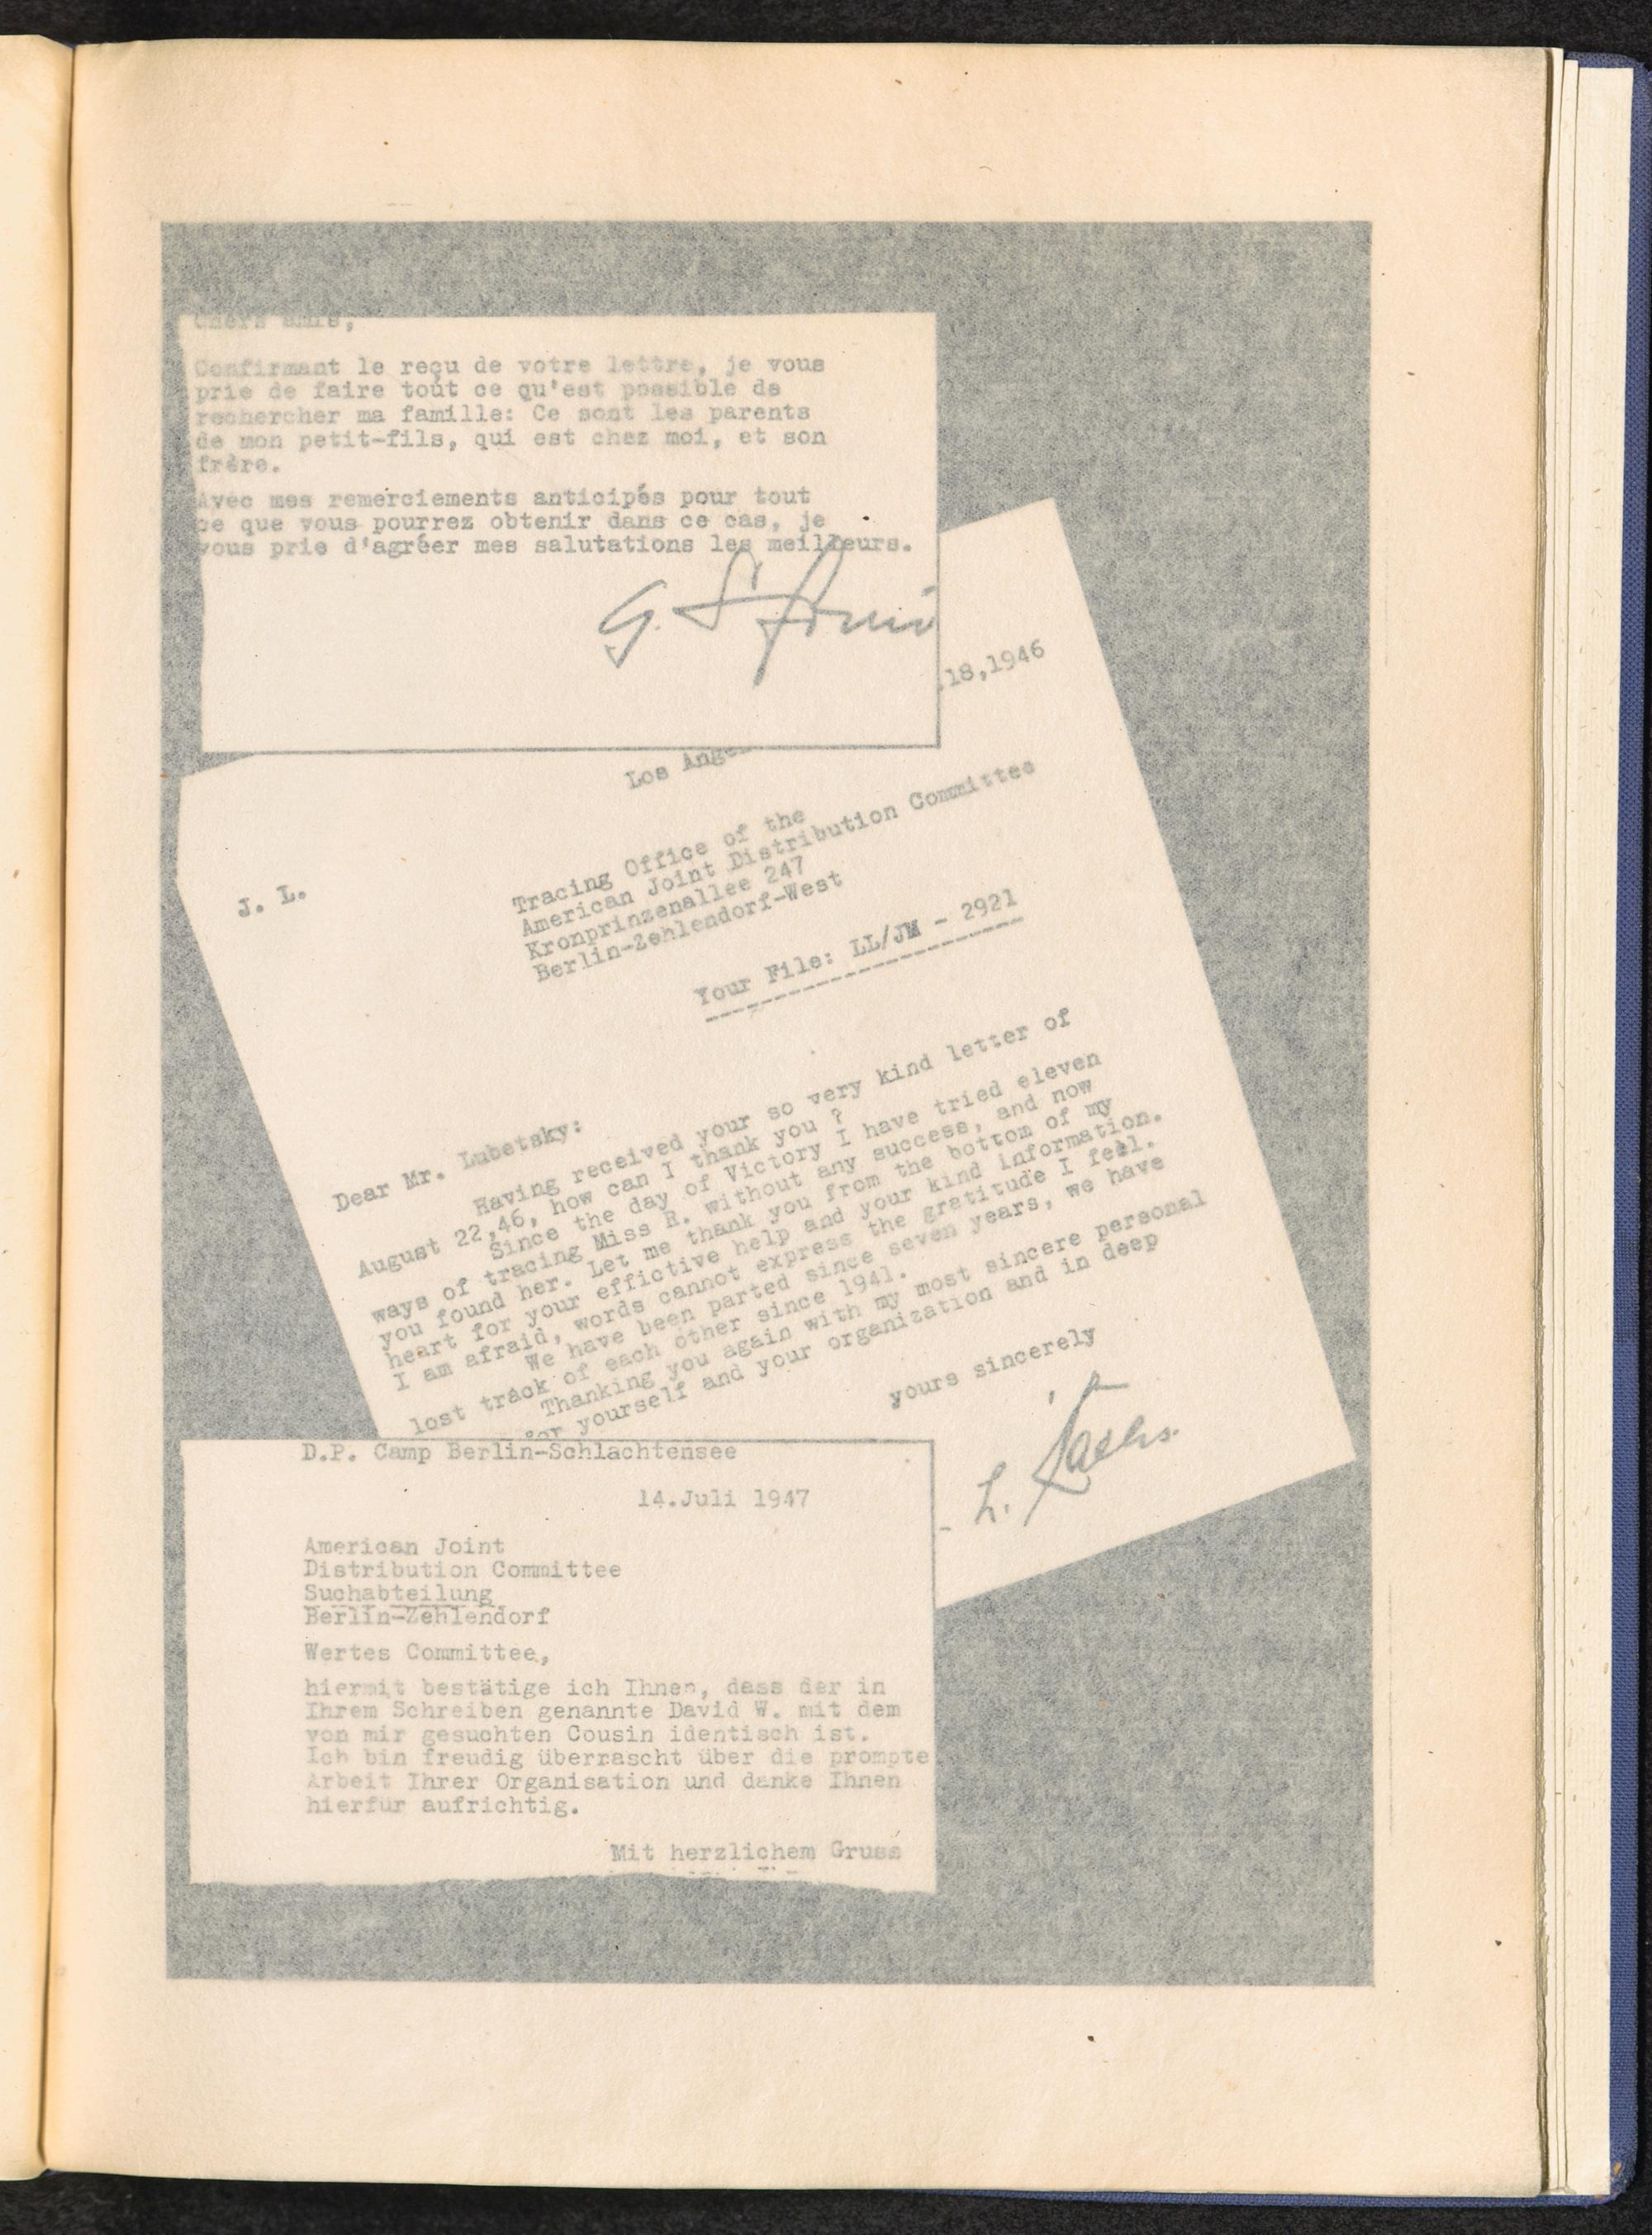 Chers amis,
Confirmant le reçu de votre lettre, je vous
prie de faire tout ce qu'est possible de
rechercher ma famille: Ce sont les parents
de mon petit-fils, qui est chez moi, et son
frère.
Avec mes remerciements anticipés pour tout
ce que vous pourrez obtenir dans ce cas, je
vous prie d'agréer mes salutations les meilleurs.
G.
.18,1946
Los
J. L.
Tracing Office of the
American Joint Distribution Committee
Kronprinzenallee 247
Berlin-Zehlendorf-West
Your File: LL/JM - 2921
Dear Mr. Lubetsky:
Having received your so very kind letter of
August 22,46, how can I thank you ?
Since the day of Victory I have tried eleven
ways of tracing Miss R. without any success, and now
you found her. Let me thank you from the bottom of my
heart for your effictive help and your kind information.
I am afraid, words cannot express the gratitude I feel.
We have been parted since seven years, we have
lost track of each other since 1941.
Thanking you again with my most sincere personal
for yourself and your organization and in deep
yours sincerely
L. Sachs.
D.P. Camp Berlin-Schlachtensee
14.Juli 1947
American Joint
Distribution Committee
Suchabteilung
Berlin-Zehlendorf
Wertes Committee,
hiermit bestätige ich Ihnen, dass der in
Ihrem Schreiben genannte David W. mit dem
von mir gesuchten Cousin identisch ist.
Ich bin freudig überrascht über die prompte
Arbeit Ihrer Organisation und danke Ihnen
hierfür aufrichtig.
Mit herzlichem Gruss